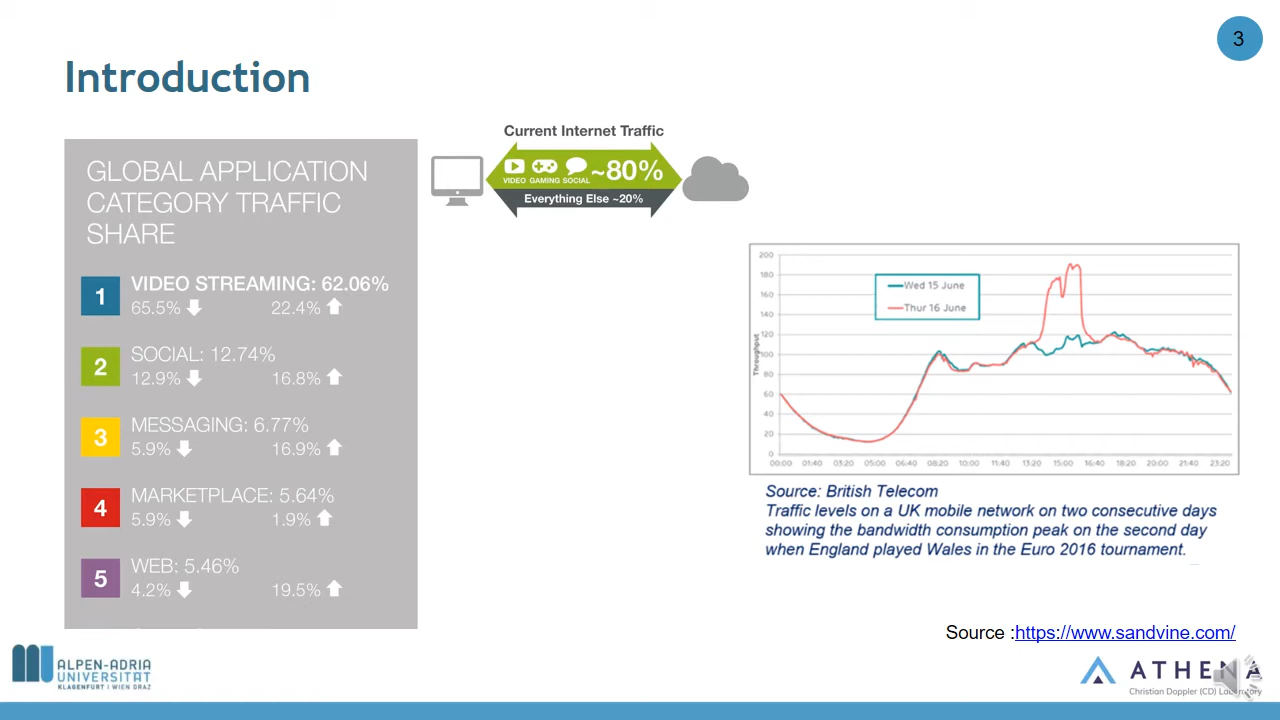 3
Introduction
GLOBAL APPLICATION
CATEGORY TRAFFIC
SHARE
1
VIDEO STREAMING: 62.06%
65.5% 22.4%
2
SOCIAL: 12.74%
12.9% 16.8%
3
MESSAGING: 6.77%
5.9% 16.9%
4
MARKETPLACE: 5.64%
5.9% 1.9%
5
WEB: 5.46%
4.2% 19.5%
Current Internet Traffic
VIDEO GAMING SOCIAL ~80%
Everything Else ~20%
Throughput
200
180
160
140
120
100
80
60
40
20
0
Wed 15 June
Thur 16 June
00:00 01:40 03:20 05:00 06:40 08:20 10:00 11:40 13:20 15:00 16:40 18:20 20:00 21:40 23:20
Source: British Telecom
Traffic levels on a UK mobile network on two consecutive days
showing the bandwidth consumption peak on the second day
when England played Wales in the Euro 2016 tournament.
Source :https://www.sandvine.com/
ALPEN-ADRIA
UNIVERSITÄT
KLAGENFURT | WIEN GRAZ
ATHENA
Christian Doppler (CD) Laboratory